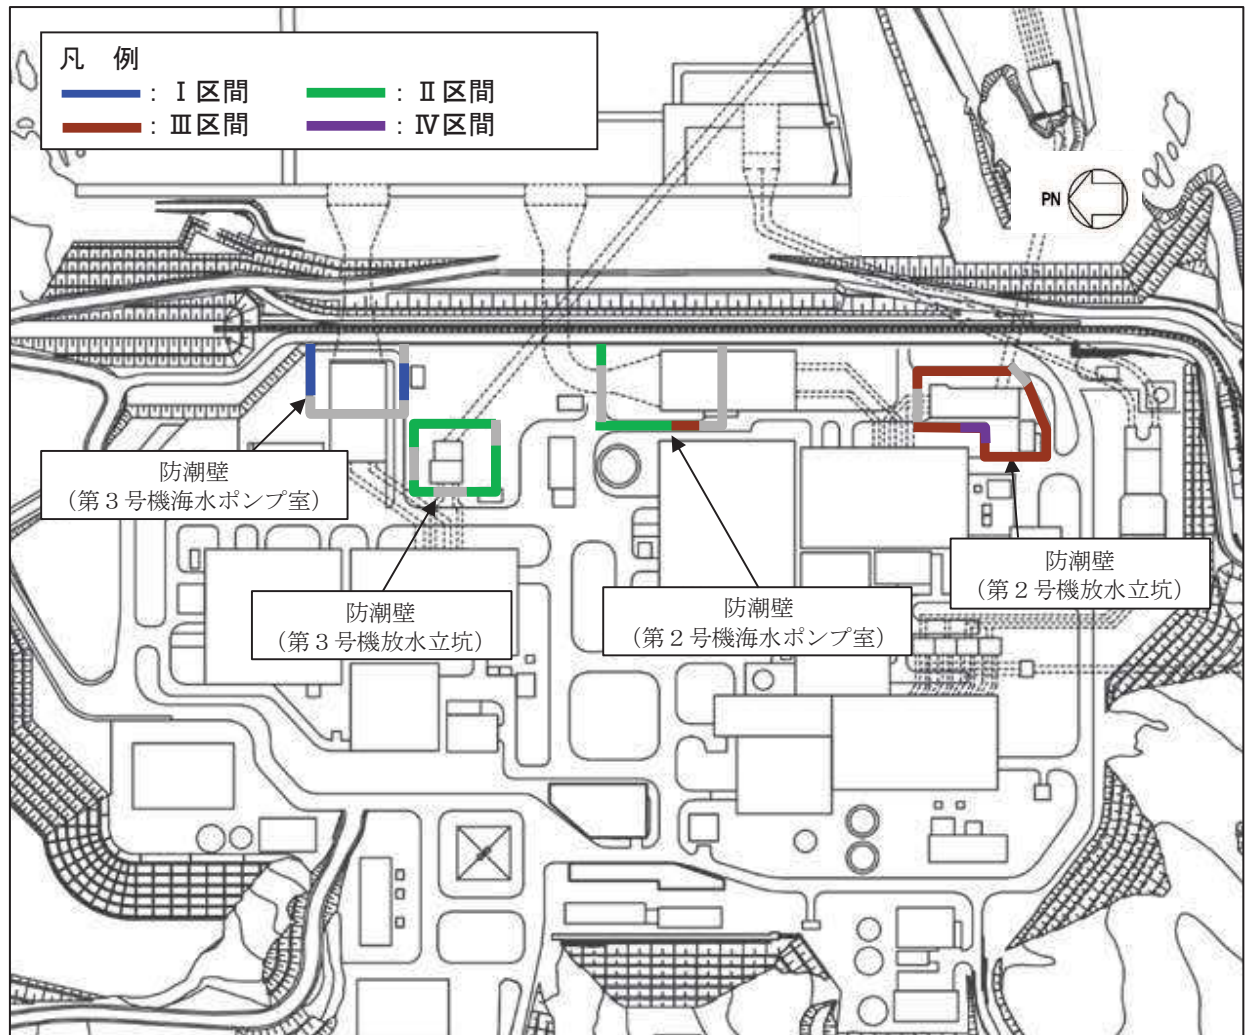 凡 例
: Ⅰ区間
: Ⅱ区間
: Ⅲ区間
: Ⅳ区間
PN
防潮壁
（第３号機海水ポンプ室）
防潮壁
（第３号機放水立坑）
防潮壁
（第２号機海水ポンプ室）
防潮壁
（第２号機放水立坑）